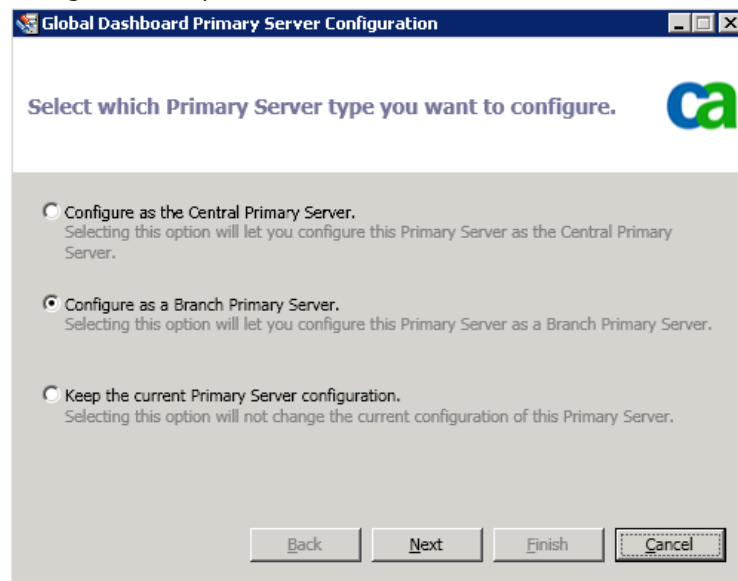 Global Dashboard Primary Server Configuration
Select which Primary Server type you want to configure.
ca
Configure as the Central Primary Server.
Selecting this option will let you configure this Primary Server as the Central Primary
Server.
Configure as a Branch Primary Server.
Selecting this option will let you configure this Primary Server as a Branch Primary Server.
Keep the current Primary Server configuration.
Selecting this option will not change the current configuration of this Primary Server.
Back Next Finish Cancel